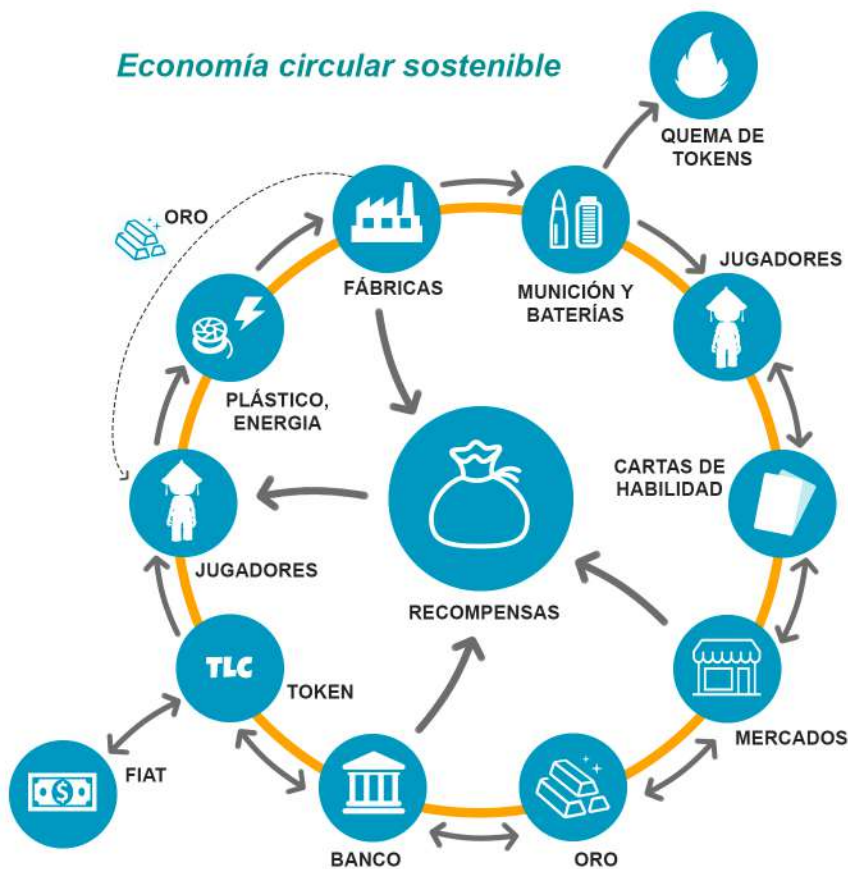 Economía circular sostenible
QUEMA DE
TOKENS
ORO
FÁBRICAS
MUNICIÓN Y
BATERÍAS
JUGADORES
PLÁSTICO,
ENERGIA
CARTAS DE
HABILIDAD
JUGADORES
RECOMPENSAS
TLC
TOKEN
MERCADOS
FIAT
$
BANCO
ORO